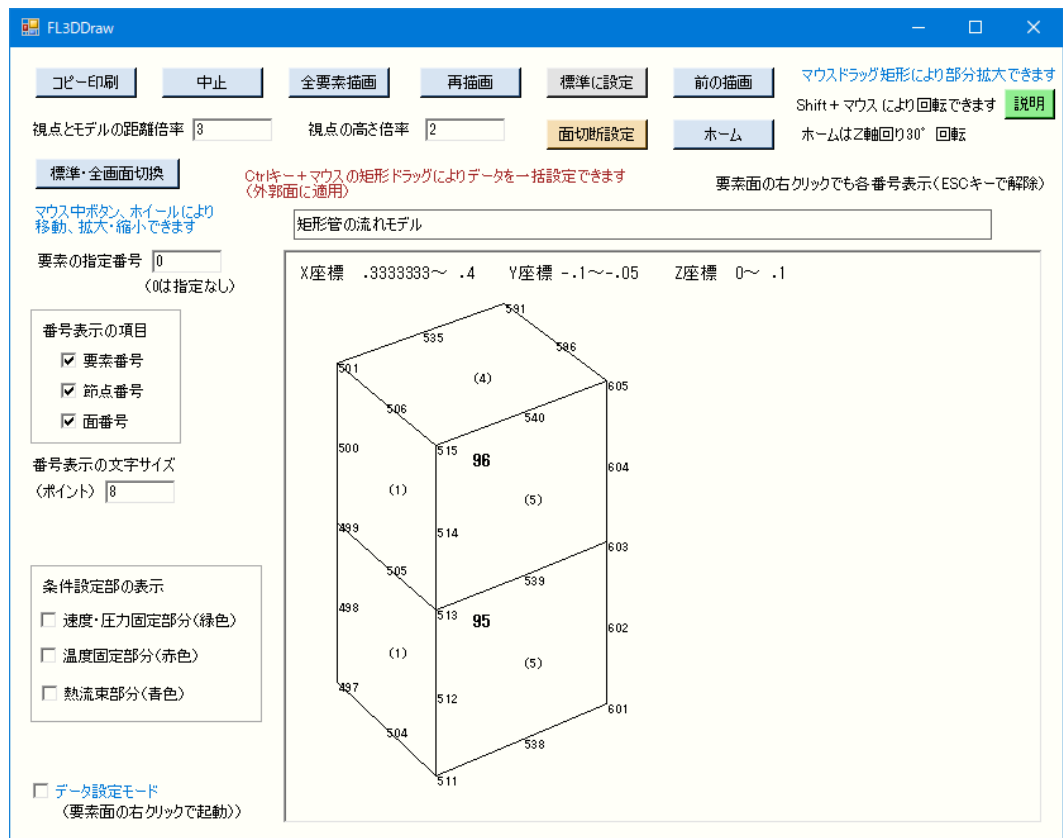 FL3DDraw
コピー印刷 中止 全要素描画 再描画 標準に設定 前の描画 マウスドラッグ矩形により部分拡大できます
Shift+マウスにより回転できます 説明
視点とモデルの距離倍率 3 視点の高さ倍率 2 面切断設定 ホーム ホームはZ軸回り30° 回転
標準・全画面切換 Ctrlキー+マウスの矩形ドラッグによりデータを一括設定できます
(外郭面に適用) 要素面の右クリックでも各番号表示(ESCキーで解除)
マウス中ボタン、ホイールにより
移動、拡大・縮小できます
矩形管の流れモデル
要素の指定番号 0
(0は指定なし)
X座標 .3333333~ .4 Y座標 -.1~-.05 Z座標 0~ .1
番号表示の項目
要素番号
節点番号
面番号
番号表示の文字サイズ
(ポイント) 8
条件設定部の表示
速度・圧力固定部分(緑色)
温度固定部分(赤色)
熱流束部分(青色)
データ設定モード
(要素面の右クリックで起動))
591
535
596
501
(4)
605
506
540
500
515
96
604
(1)
(5)
499
514
603
505
539
498
513
95
602
(1)
(5)
497
512
601
504
538
511